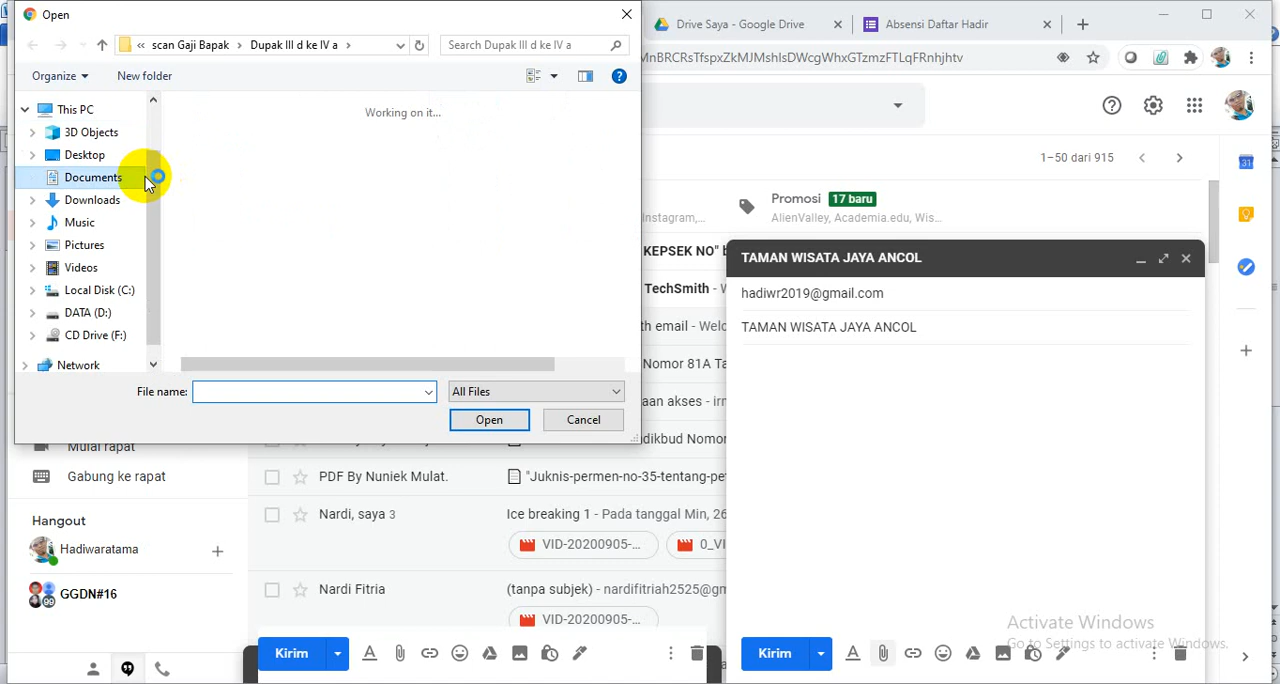 Open
Drive Saya - Google Drive
Absensi Daftar Hadir
« scan Gaji Bapak › Dupak III d ke IV a ›
Search Dupak III d ke IV a
MnBRCRsTfspxZkMJMshlsDWcgWhxGTzmzFTLqFRnhjhtv
Organize
New folder
This PC
3D Objects
Desktop
Documents
Downloads
Music
Pictures
Videos
Local Disk (C:)
DATA (D:)
CD Drive (F:)
Network
Working on it...
File name:
All Files
Open
Cancel
1–50 dari 915
31
Promosi 17 baru
nstagram,...
AlienValley, Academia.edu, Wis...
KEPSEK NO"
TechSmith -
th email - Welc
Nomor 81A Ta
aan akses - irn
dikbud Nomor
TAMAN WISATA JAYA ANCOL
hadiwr2019@gmail.com
TAMAN WISATA JAYA ANCOL
Mulai rapat
Gabung ke rapat
Hangout
Hadiwaratama
GGDN#16
99
PDF By Nuniek Mulat.
"Juknis-permen-no-35-tentang-pe
Nardi, saya 3
Ice breaking 1 - Pada tanggal Min, 26
VID-20200905-...
0_VI
Nardi Fitria
(tanpa subjek) - nardifitriah2525@gm
VID-20200905-...
Kirim
Kirim
Activate Windows
Go to Settings to activate Windows.